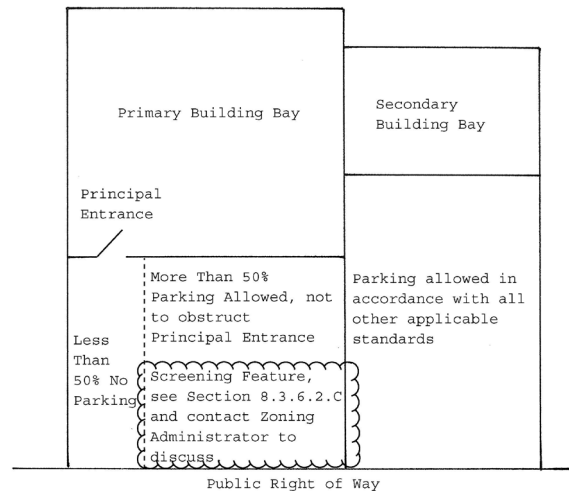 Primary Building Bay
Secondary
Building Bay
Principal
Entrance
More Than 50%
Parking Allowed, not
to obstruct
Principal Entrance
Parking allowed in
accordance with all
other applicable
standards
Less
Than
50% No
Parking
Screening Feature,
see Section 8.3.6.2.C
and contact Zoning
Administrator to
discuss
Public Right of Way